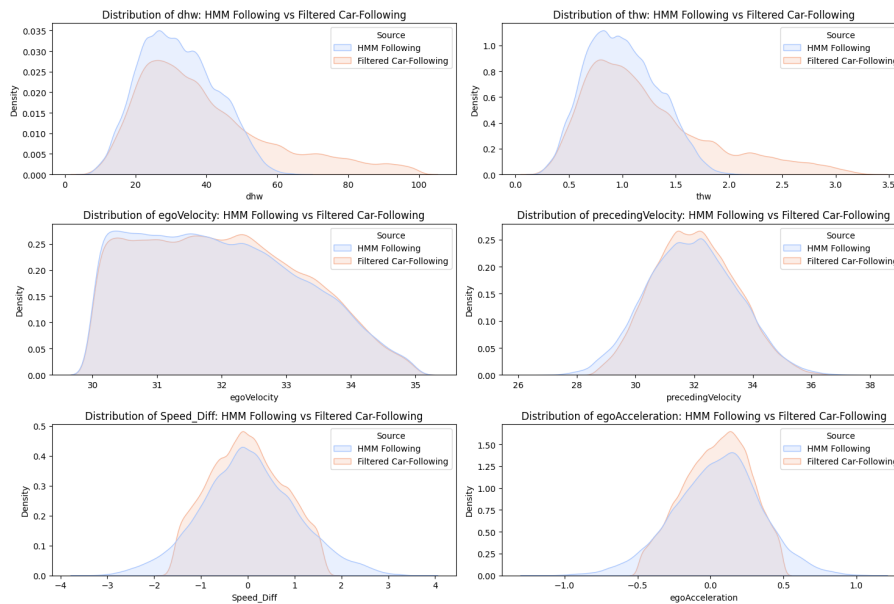 Distribution of dhw: HMM Following vs Filtered Car-Following
0.035
0.030
0.025
0.020
0.015
0.010
0.005
0.000
Density
Source
HMM Following
Filtered Car-Following
0 20 40 60 80 100
dhw
Distribution of thw: HMM Following vs Filtered Car-Following
1.0
0.8
0.6
0.4
0.2
0.0
Density
Source
HMM Following
Filtered Car-Following
0.0 0.5 1.0 1.5 2.0 2.5 3.0 3.5
thw
Distribution of egoVelocity: HMM Following vs Filtered Car-Following
0.25
0.20
0.15
0.10
0.05
0.00
Density
Source
HMM Following
Filtered Car-Following
30 31 32 33 34 35
egoVelocity
Distribution of precedingVelocity: HMM Following vs Filtered Car-Following
0.25
0.20
0.15
0.10
0.05
0.00
Density
Source
HMM Following
Filtered Car-Following
26 28 30 32 34 36 38
precedingVelocity
Distribution of Speed_Diff: HMM Following vs Filtered Car-Following
0.5
0.4
0.3
0.2
0.1
0.0
Density
Source
HMM Following
Filtered Car-Following
−4 −3 −2 −1 0 1 2 3 4
Speed_Diff
Distribution of egoAcceleration: HMM Following vs Filtered Car-Following
1.50
1.25
1.00
0.75
0.50
0.25
0.00
Density
Source
HMM Following
Filtered Car-Following
−1.0 −0.5 0.0 0.5 1.0
egoAcceleration